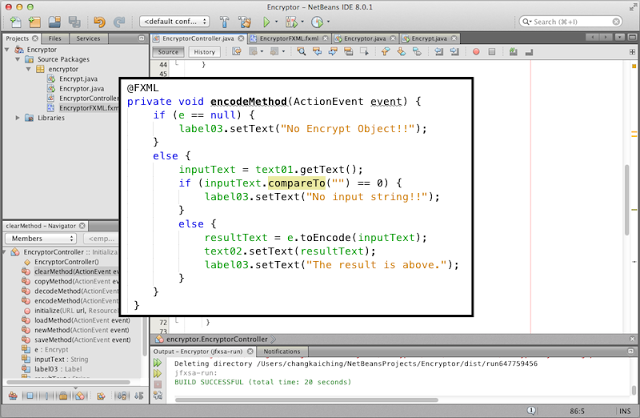 Encryptor - NetBeans IDE 8.0.1
<default conf...
Search (⌘+I)
Projects
Files
Services
EncryptorController.java
EncryptorFXML.fxml
Encryptor.java
Encrypt.java
Source
History
Encryptor
Source Packages
encryptor
Encrypt.java
Encryptor.java
EncryptorController
EncryptorFXML.fxm
Libraries
44
}
@FXML
private void encodeMethod(ActionEvent event) {
if (e == null) {
label03.setText("No Encrypt Object!!");
}
else {
inputText = text01.getText();
if (inputText.compareTo("") == 0) {
label03.setText("No input string!!");
}
else {
resultText = e.toEncode(inputText);
text02.setText(resultText);
label03.setText("The result is above.");
}
}
}
72
}
73
clearMethod - Navigator
Members
<emp...
EncryptorController :: Initializa
EncryptorController()
clearMethod(ActionEvent ev
copyMethod(ActionEvent ev
decodeMethod(ActionEvent
encodeMethod(ActionEvent
initialize(URL url, Resource
loadMethod(ActionEvent event)
newMethod(ActionEvent event)
saveMethod(ActionEvent event)
e : Encrypt
inputText : String
label03 : Label
encryptor.EncryptorController
Output - Encryptor (jfxsa-run)
Notifications
Deleting directory /Users/changkaiching/NetBeansProjects/Encryptor/dist/run647759456
jfxsa-run:
BUILD SUCCESSFUL (total time: 20 seconds)
86:5
INS